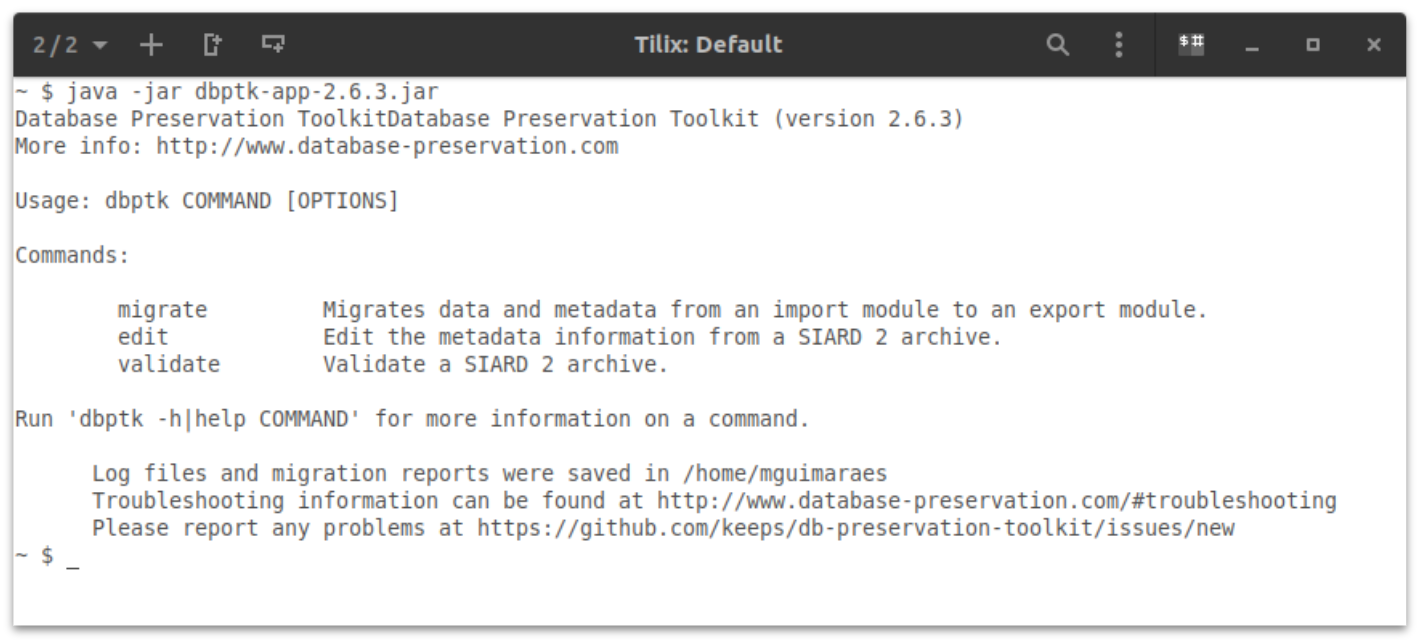 2/2 Tilix: Default $#
~ $ java -jar dbptk-app-2.6.3.jar
Database Preservation ToolkitDatabase Preservation Toolkit (version 2.6.3)
More info: http://www.database-preservation.com
Usage: dbptk COMMAND [OPTIONS]
Commands:
migrate Migrates data and metadata from an import module to an export module.
edit Edit the metadata information from a SIARD 2 archive.
validate Validate a SIARD 2 archive.
Run 'dbptk -h|help COMMAND' for more information on a command.
Log files and migration reports were saved in /home/mguimaraes
Troubleshooting information can be found at http://www.database-preservation.com/#troubleshooting
Please report any problems at https://github.com/keeps/db-preservation-toolkit/issues/new
~ $ _